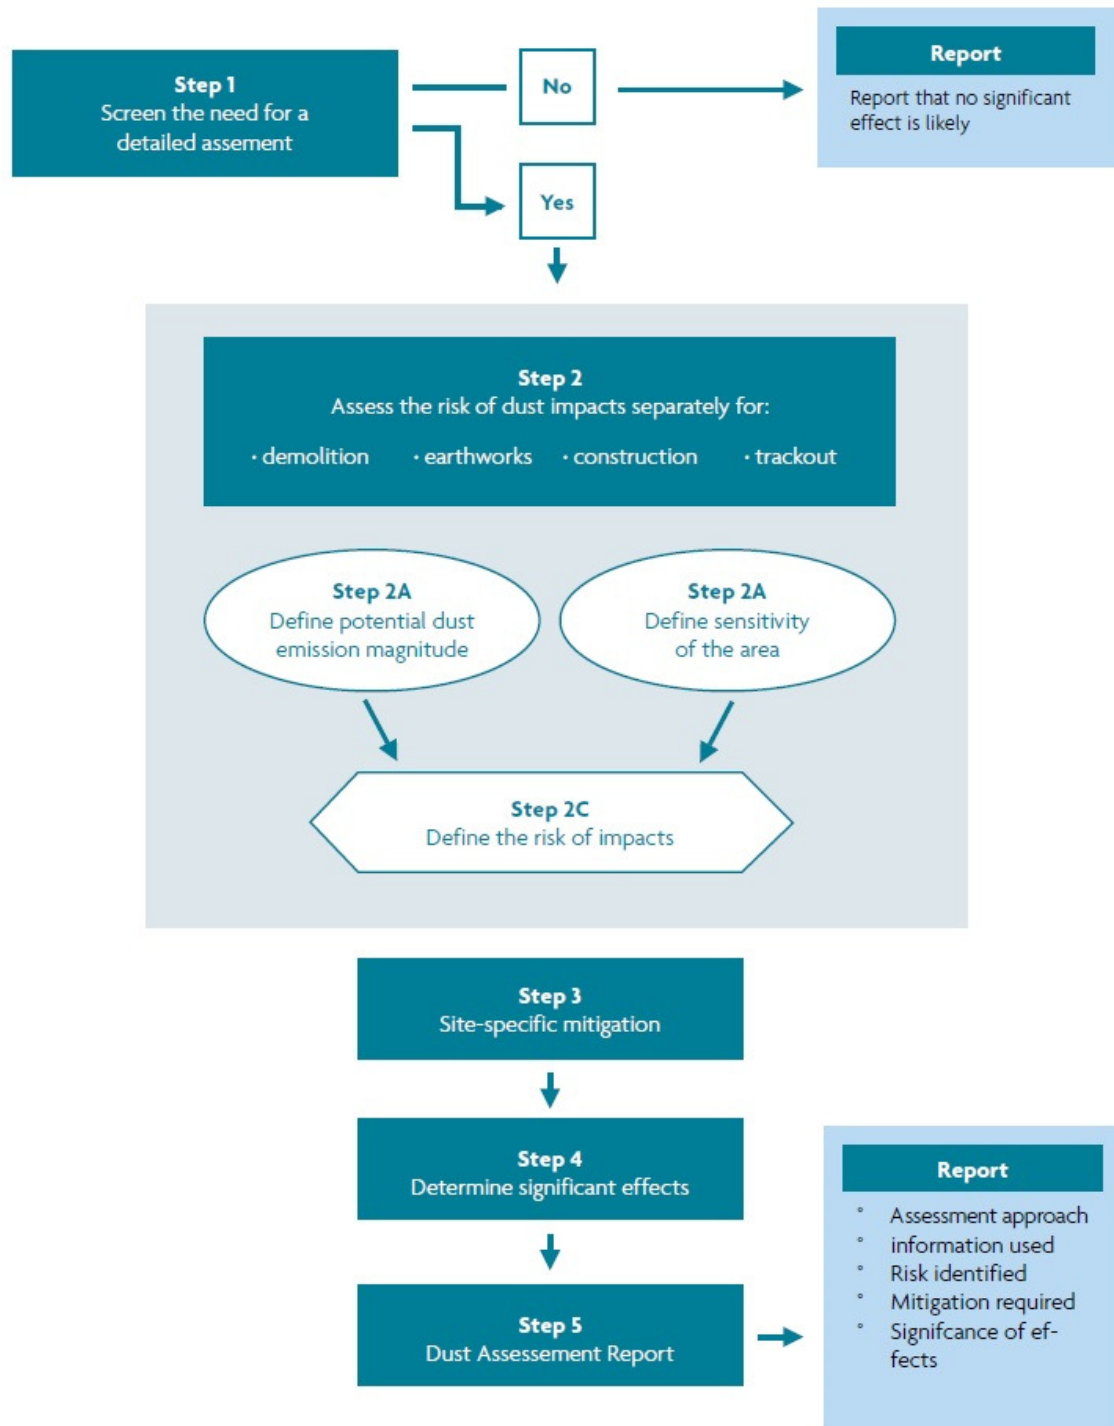 Step 1
Screen the need for a
detailed assement
No
Yes
Report
Report that no significant
effect is likely
Step 2
Assess the risk of dust impacts separately for:
· demolition · earthworks · construction · trackout
Step 2A
Define potential dust
emission magnitude
Step 2A
Define sensitivity
of the area
Step 2C
Define the risk of impacts
Step 3
Site-specific mitigation
Step 4
Determine significant effects
Step 5
Dust Assessement Report
Report
° Assessment approach
° information used
° Risk identified
° Mitigation required
° Signifcance of ef-
fects